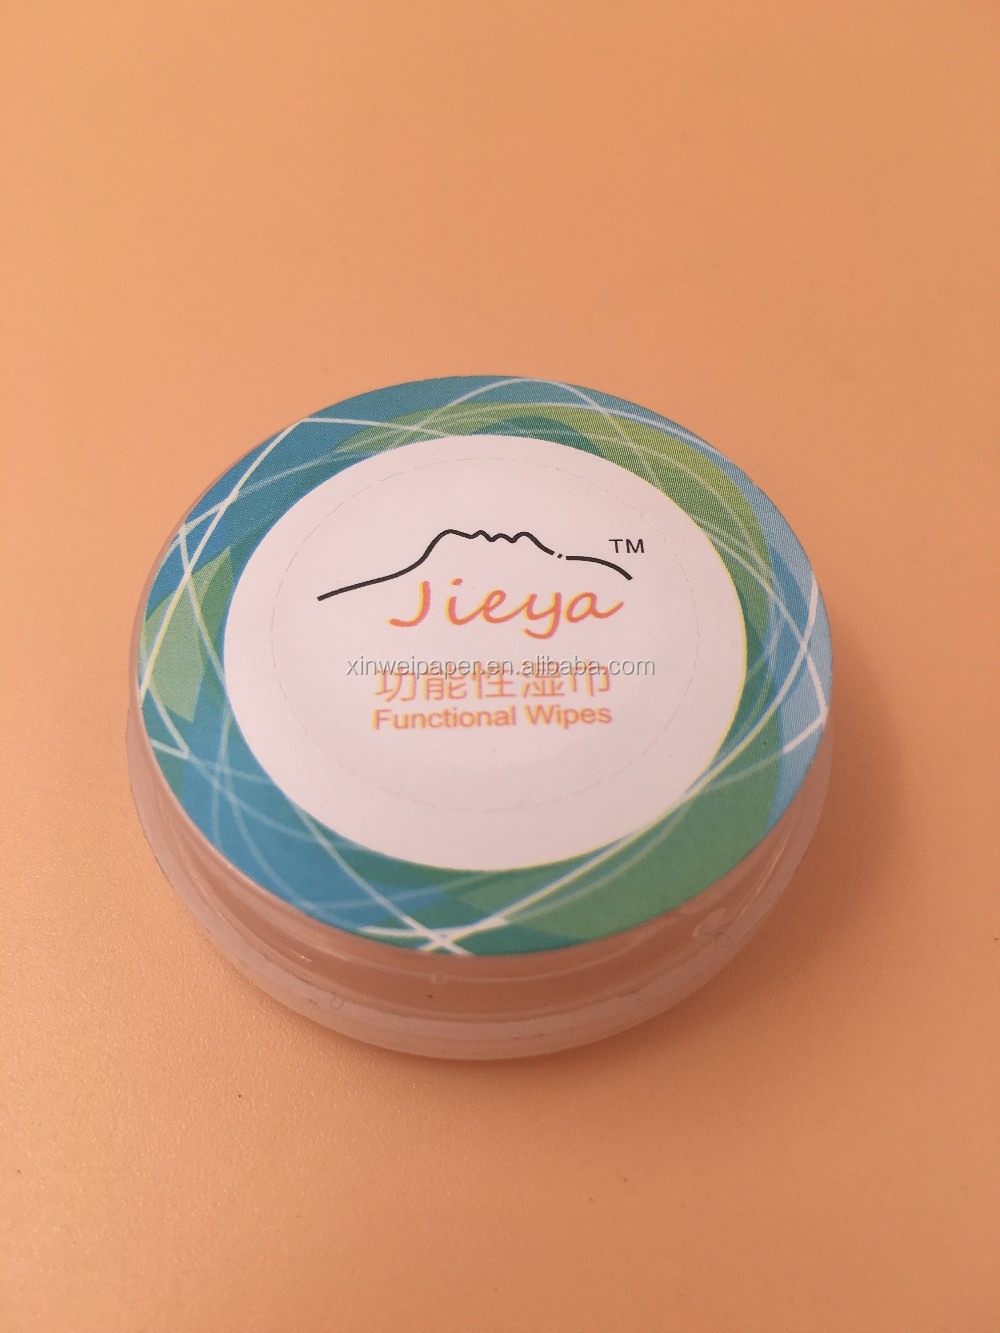 TM
Jieya
xinweipaper.en.alibaba.com
功能性湿巾
Functional Wipes